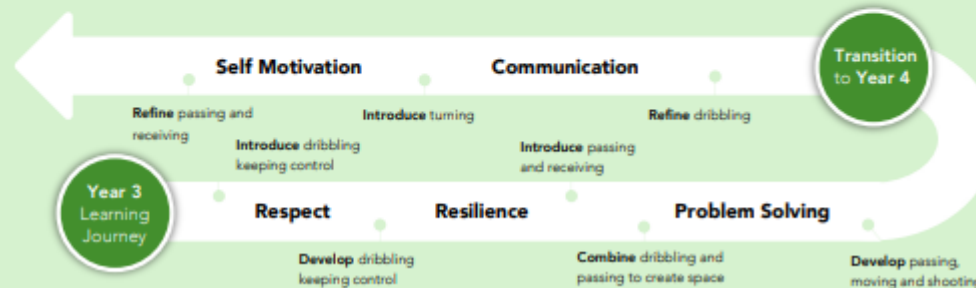 Self Motivation
Communication
Transition
to Year 4
Refine passing and
receiving
Introduce turning
Refine dribbling
Introduce dribbling
keeping control
Introduce passing
and receiving
Year 3
Learning
Journey
Respect
Resilience
Problem Solving
Develop dribbling
keeping control
Combine dribbling and
passing to create space
Develop passing,
moving and shooting